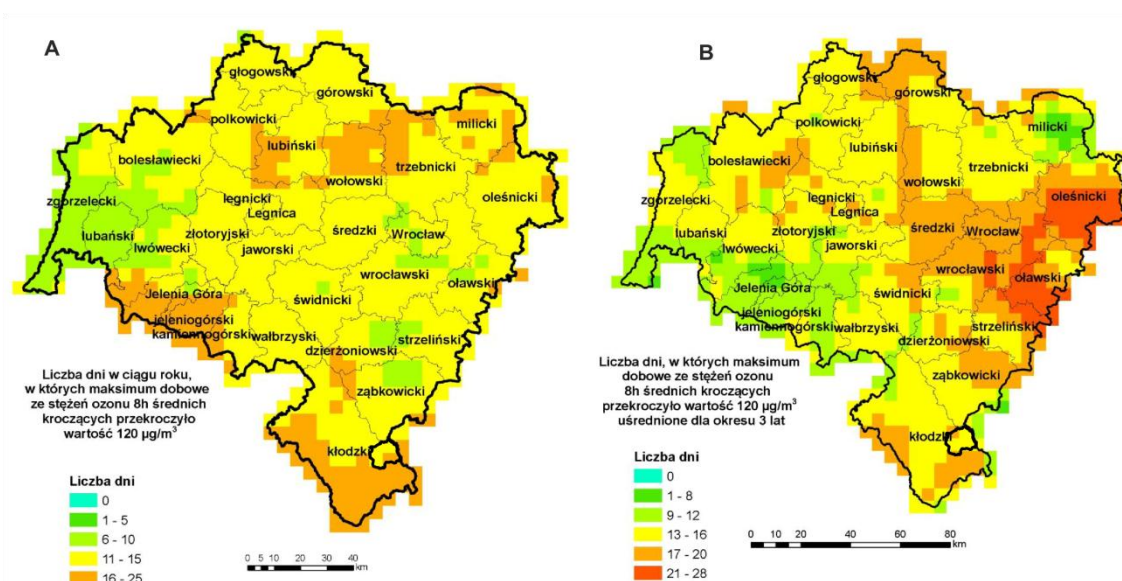 A
głogowski
górowski
polkowicki
milicki
lubiński
bolesławiecki
trzebnicki
wołowski
zgorzelecki
oleśnicki
legnicki
Legnica
lubański
złotoryjski
średzki
Wrocław
lwówecki
jaworski
wrocławski
oławski
Jelenia Góra
świdnicki
jeleniogórski
kamiennogórski
wałbrzyski
strzeliński
dzierżoniowski
ząbkowicki
kłodzki
Liczba dni w ciągu roku,
w których maksimum dobowe
ze stężeń ozonu 8h średnich
kroczących przekroczyło
wartość 120 µg/m³
Liczba dni
0
1 - 5
6 - 10
11 - 15
16 - 25
0 5 10 20 30 40
km
B
głogowski
górowski
polkowicki
milicki
lubiński
bolesławiecki
trzebnicki
wołowski
zgorzelecki
oleśnicki
legnicki
Legnica
lubański
złotoryjski
średzki
Wrocław
lwówecki
jaworski
wrocławski
oławski
Jelenia Góra
świdnicki
jeleniogórski
kamiennogórski
wałbrzyski
strzeliński
dzierżoniowski
ząbkowicki
kłodzki
Liczba dni, w których maksimum
dobowe ze stężeń ozonu
8h średnich kroczących
przekroczyło wartość 120 µg/m³
uśrednione dla okresu 3 lat
Liczba dni
0
1 - 8
9 - 12
13 - 16
17 - 20
21 - 28
0 10 20 40 60 80
km